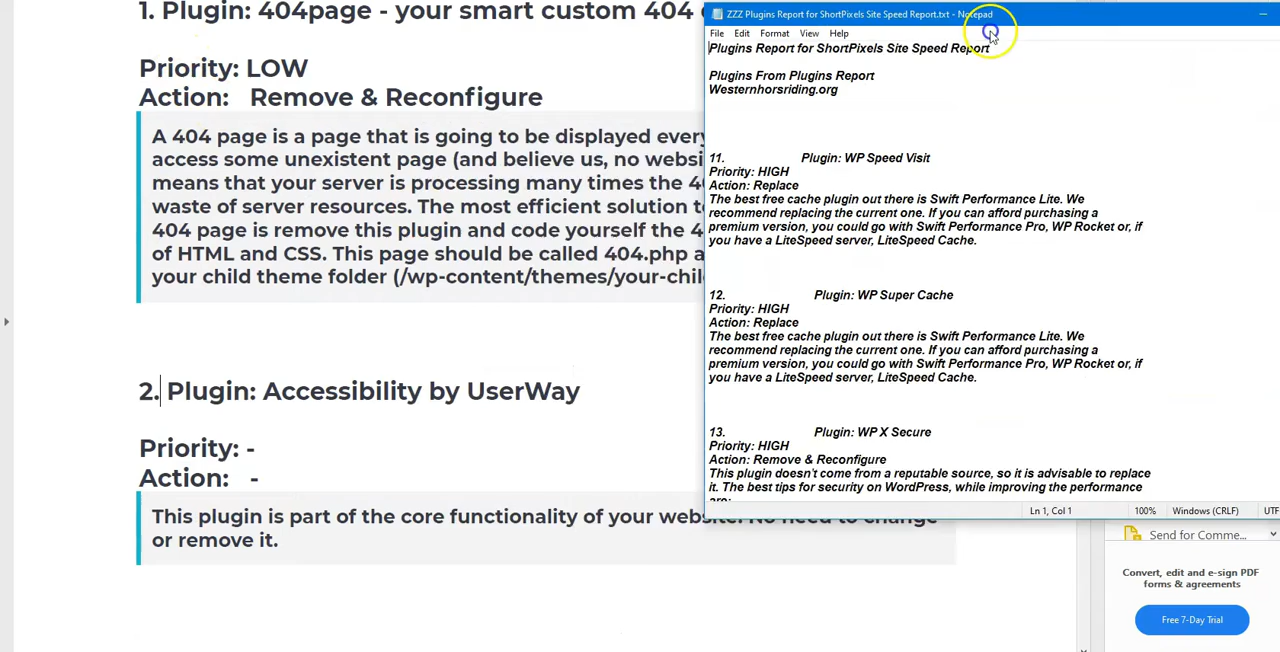 1. Plugin: 404page - your smart custom 404
Priority: LOW
Action: Remove & Reconfigure
A 404 page is a page that is going to be displayed every
access some unexistent page (and believe us, no websi
means that your server is processing many times the 40
waste of server resources. The most efficient solution to
404 page is remove this plugin and code yourself the 4
of HTML and CSS. This page should be called 404.php a
your child theme folder (/wp-content/themes/your-chil
2. Plugin: Accessibility by UserWay
Priority: -
Action: -
This plugin is part of the core functionality of your website. No need to change
or remove it.
ZZZ Plugins Report for ShortPixels Site Speed Report.txt - Notepad
File Edit Format View Help
Plugins Report for ShortPixels Site Speed Report
Plugins From Plugins Report
Westernhorsriding.org
11. Plugin: WP Speed Visit
Priority: HIGH
Action: Replace
The best free cache plugin out there is Swift Performance Lite. We
recommend replacing the current one. If you can afford purchasing a
premium version, you could go with Swift Performance Pro, WP Rocket or, if
you have a LiteSpeed server, LiteSpeed Cache.
12. Plugin: WP Super Cache
Priority: HIGH
Action: Replace
The best free cache plugin out there is Swift Performance Lite. We
recommend replacing the current one. If you can afford purchasing a
premium version, you could go with Swift Performance Pro, WP Rocket or, if
you have a LiteSpeed server, LiteSpeed Cache.
13. Plugin: WP X Secure
Priority: HIGH
Action: Remove & Reconfigure
This plugin doesn't come from a reputable source, so it is advisable to replace
it. The best tips for security on WordPress, while improving the performance
are:
Ln 1, Col 1 100% Windows (CRLF) UTF
Send for Comme...
Convert, edit and e-sign PDF
forms & agreements
Free 7-Day Trial